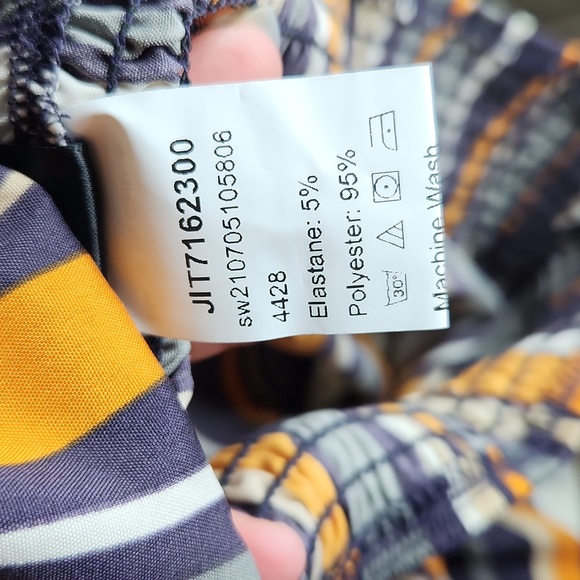 JIT7162300
sw210705105806
4428
Elastane: 5%
Polyester: 95%
30°
Machine Wash